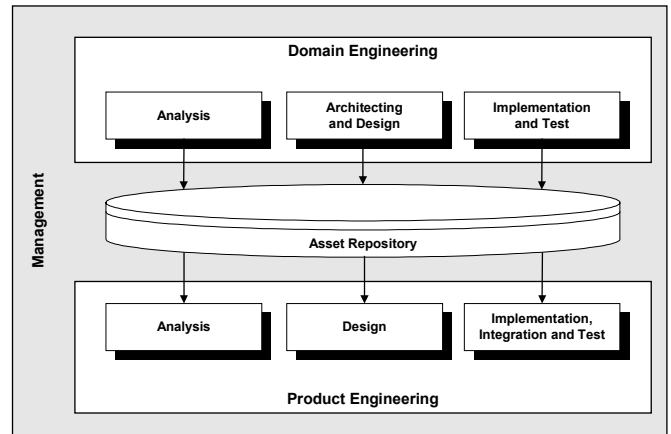 Domain Engineering
Analysis
Architecting
and Design
Implementation
and Test
Management
Asset Repository
Analysis
Design
Implementation,
Integration and Test
Product Engineering